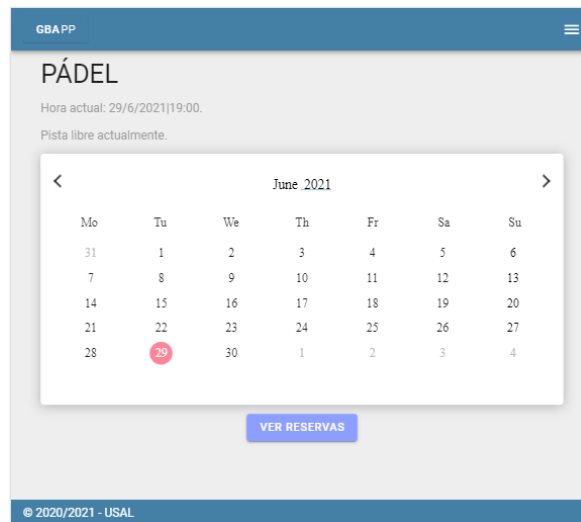 GBAPP
PÁDEL
Hora actual: 29/6/2021|19:00.
Pista libre actualmente.
June 2021
Mo Tu We Th Fr Sa Su
31 1 2 3 4 5 6
7 8 9 10 11 12 13
14 15 16 17 18 19 20
21 22 23 24 25 26 27
28 29 30 1 2 3 4
VER RESERVAS
© 2020/2021 - USAL